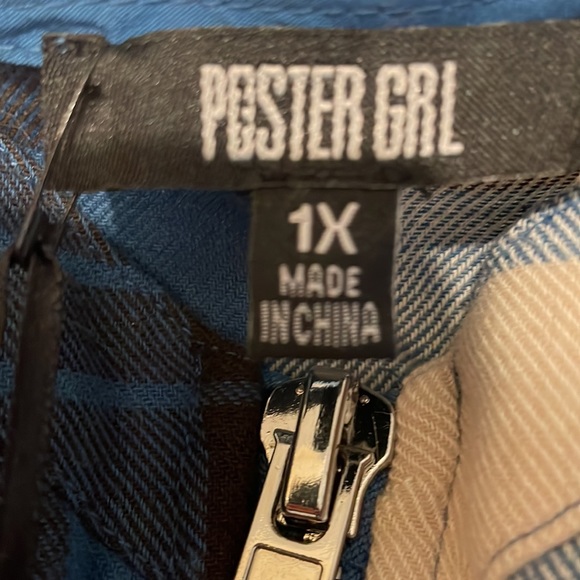 POSTER GRL
1X
MADE
IN CHINA